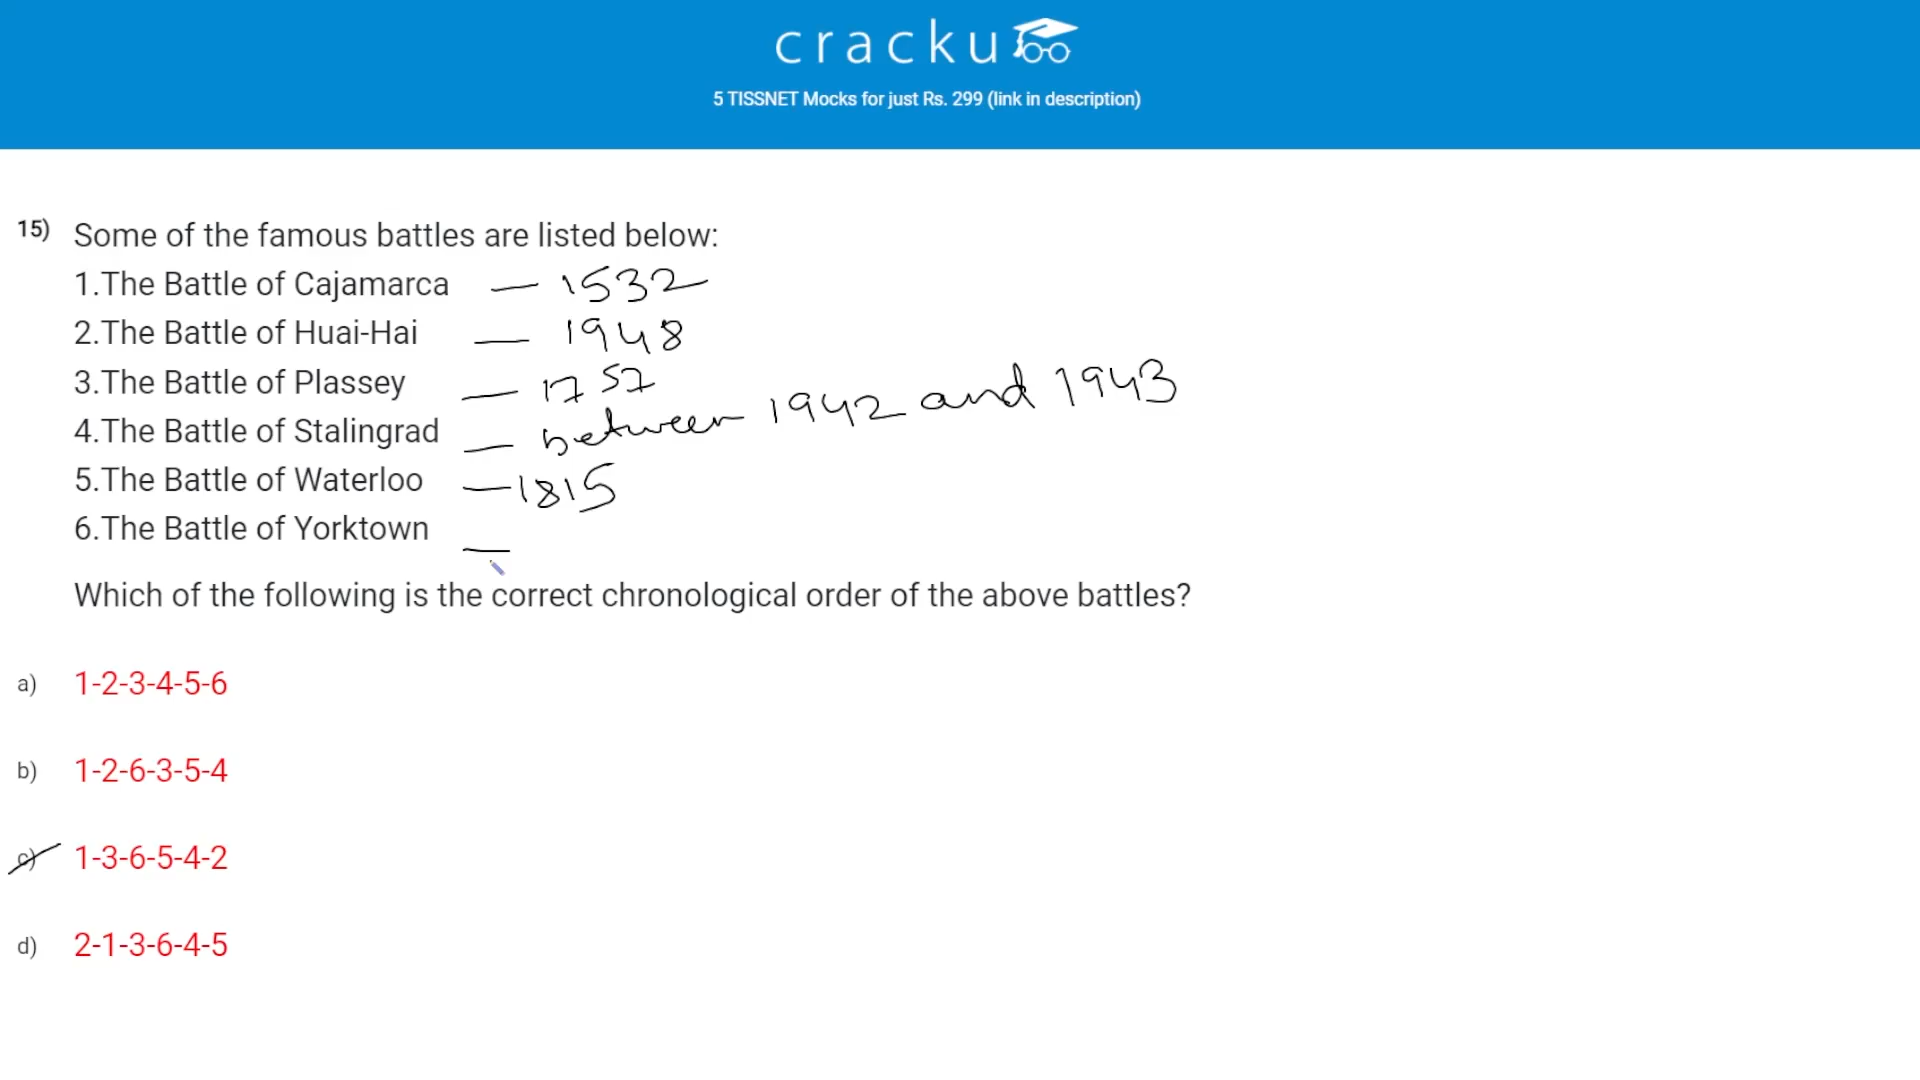 cracku
5 TISSNET Mocks for just Rs. 299 (link in description)
15) Some of the famous battles are listed below:
1.The Battle of Cajamarca — 1532
2.The Battle of Huai-Hai — 1948
3.The Battle of Plassey — 1757
4.The Battle of Stalingrad — between 1942 and 1943
5.The Battle of Waterloo — 1815
6.The Battle of Yorktown —
Which of the following is the correct chronological order of the above battles?
a) 1-2-3-4-5-6
b) 1-2-6-3-5-4
c) 1-3-6-5-4-2
d) 2-1-3-6-4-5